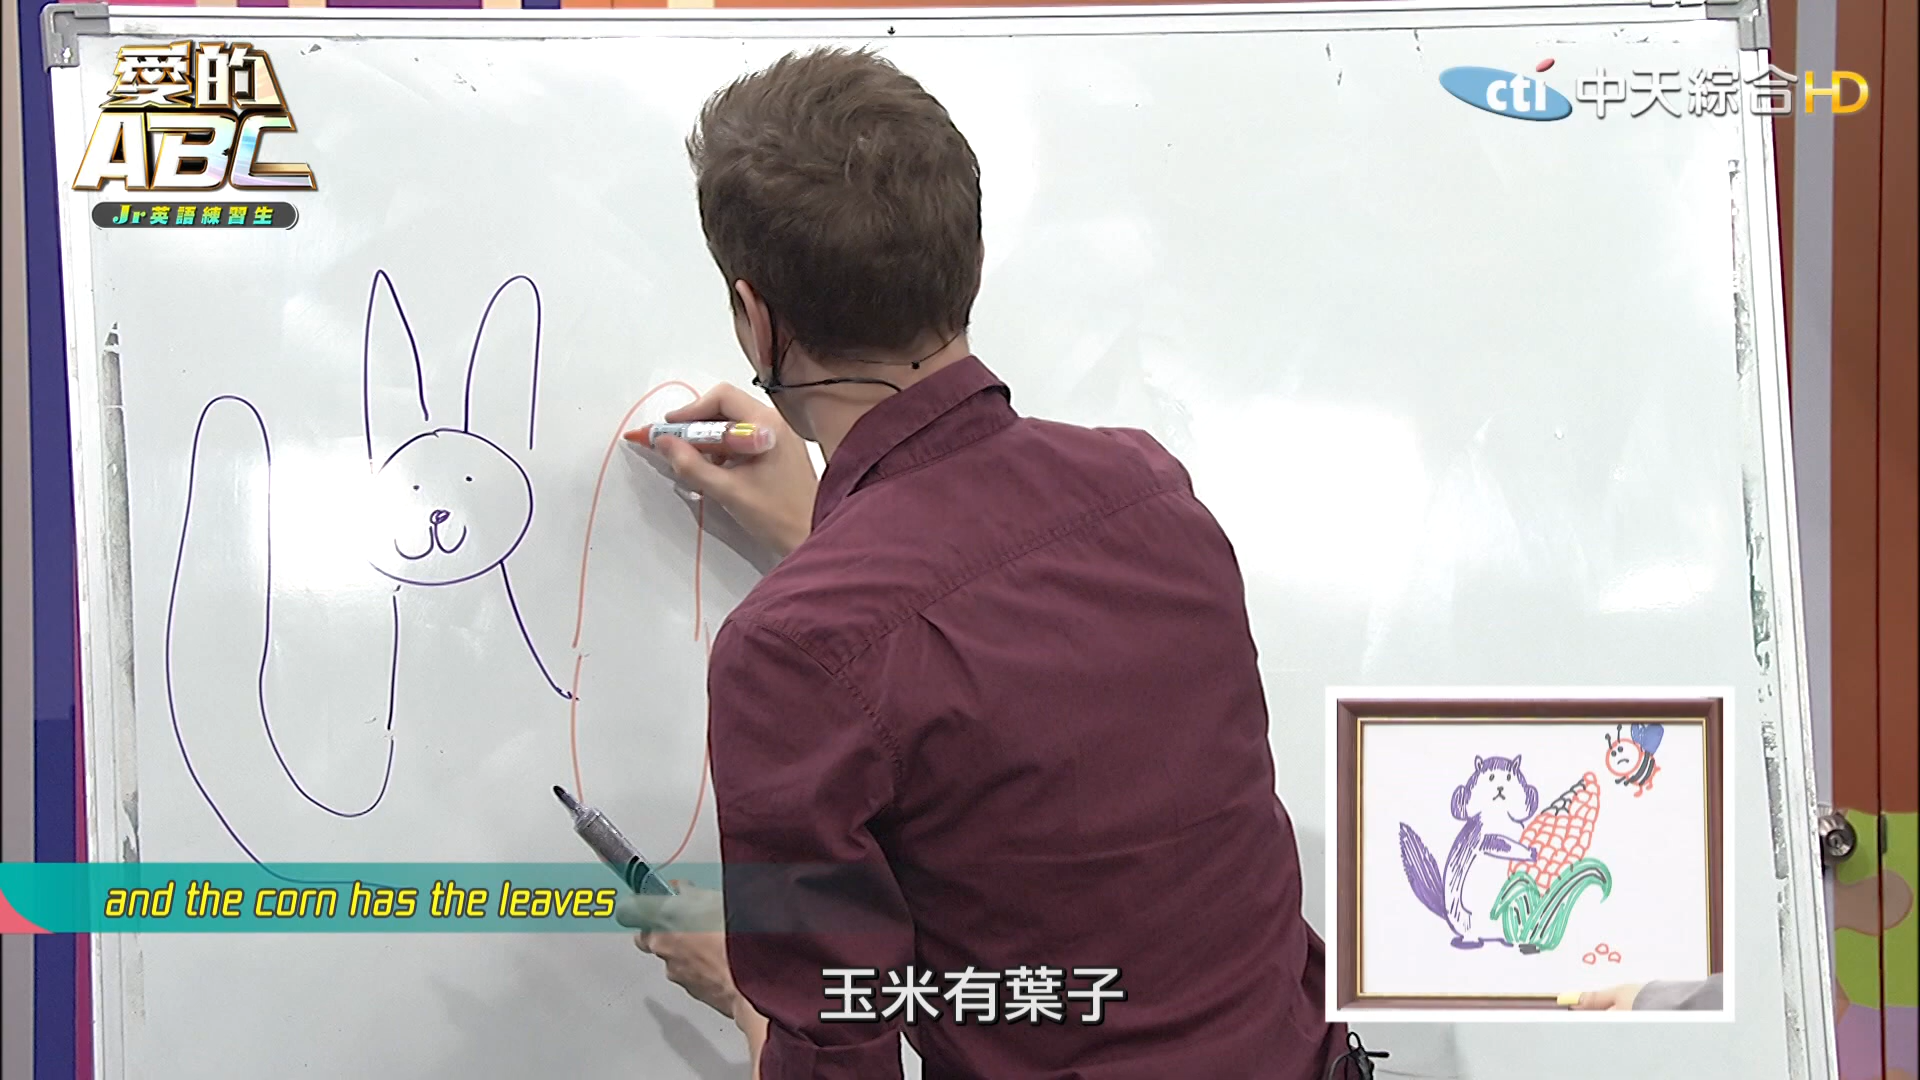 愛的
ABC
Jr英語練習生
cti 中天綜合HD
and the corn has the leaves
玉米有葉子